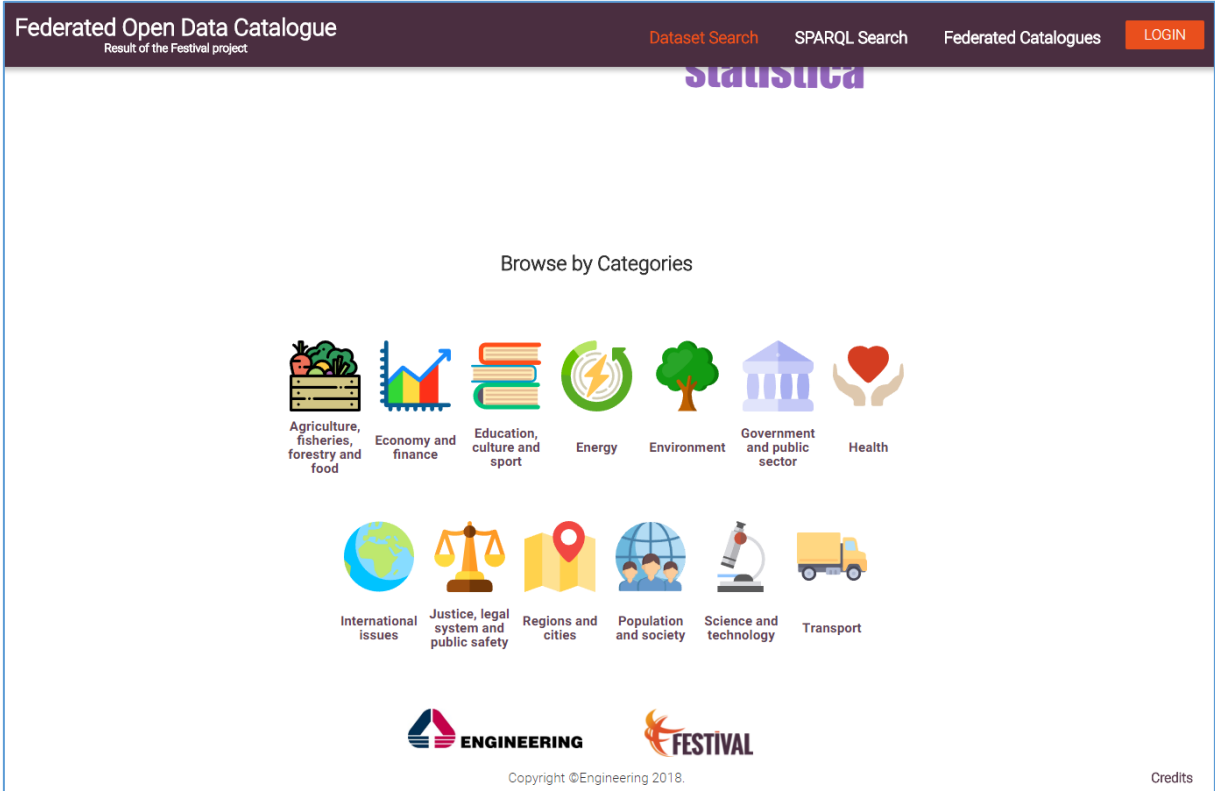 Federated Open Data Catalogue
Result of the Festival project
Dataset Search
SPARQL Search
Federated Catalogues
LOGIN
statistica
Browse by Categories
Agriculture,
fisheries,
forestry and
food
Economy and
finance
Education,
culture and
sport
Energy
Environment
Government
and public
sector
Health
International
issues
Justice, legal
system and
public safety
Regions and
cities
Population
and society
Science and
technology
Transport
ENGINEERING
FESTIVAL
Copyright ©Engineering 2018.
Credits